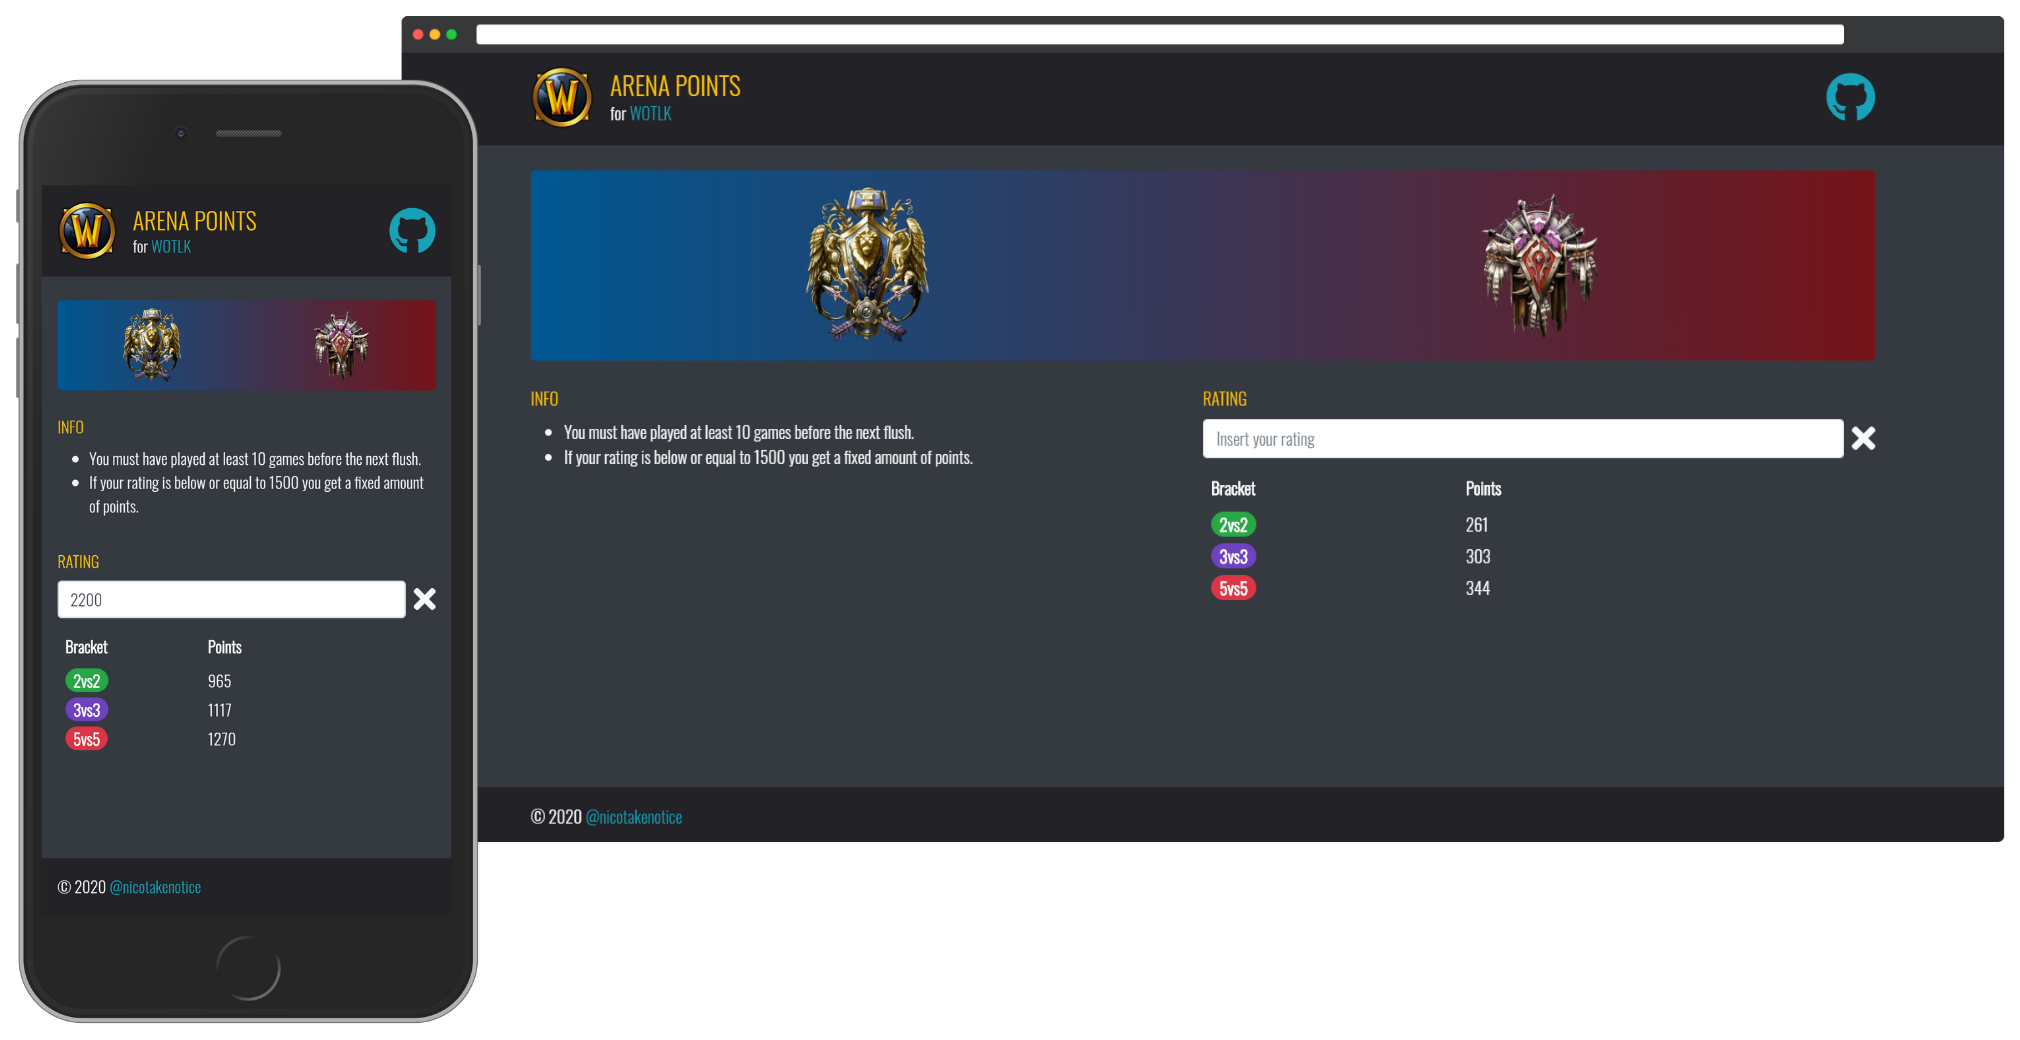 W
ARENA POINTS
for WOTLK
INFO
You must have played at least 10 games before the next flush.
If your rating is below or equal to 1500 you get a fixed amount
of points.
RATING
2200
Bracket Points
2vs2 965
3vs3 1117
5vs5 1270
© 2020 @nicotakenotice
W
ARENA POINTS
for WOTLK
INFO
You must have played at least 10 games before the next flush.
If your rating is below or equal to 1500 you get a fixed amount of points.
RATING
Insert your rating
Bracket Points
2vs2 261
3vs3 303
5vs5 344
© 2020 @nicotakenotice